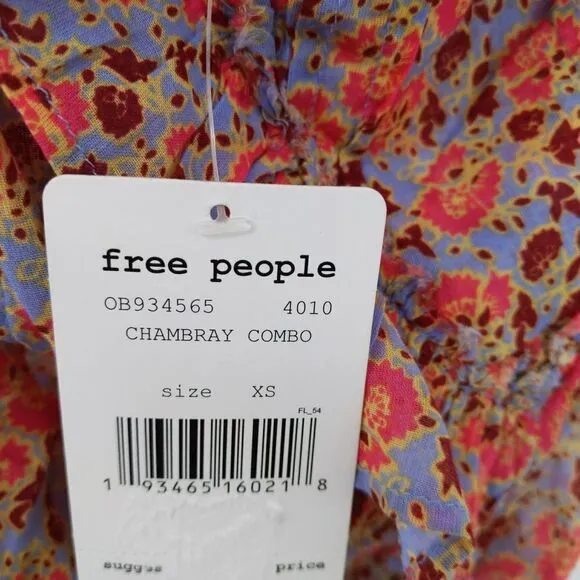 free people
OB934565 4010
CHAMBRAY COMBO
size XS
FL_54
1 93465 16021 8
price